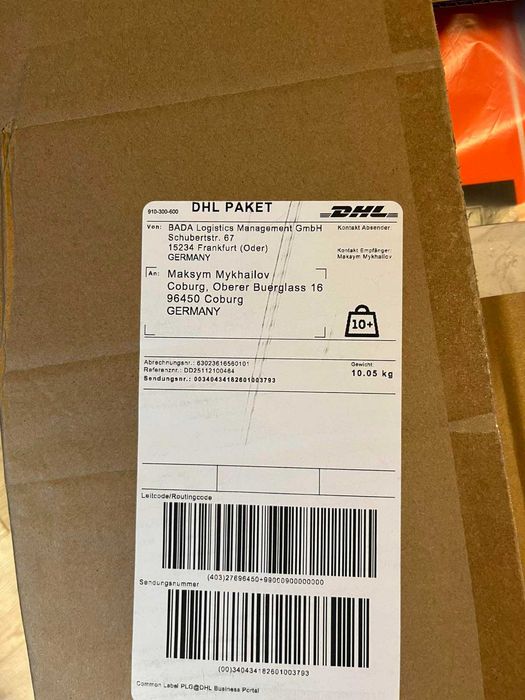 910-300-600
DHL PAKET
DHL
Von: BADA Logistics Management GmbH
Schubertstr. 67
15234 Frankfurt (Oder)
GERMANY
Kontakt Absender
Kontakt Empfänger:
Maksym Mykhailov
An: Maksym Mykhailov
Coburg, Oberer Buerglass 16
96450 Coburg
GERMANY
10+
Abrechnungsnr.: 63023616560101
Referenznr.: DD25112100464
Sendungsnr.: 00340434182601003793
Gewicht:
10.05 kg
Leitcode/Routingcode
(403)27696450+99000900000000
Sendungsnummer
(00)340434182601003793
Common Label PLG@DHL Business Portal